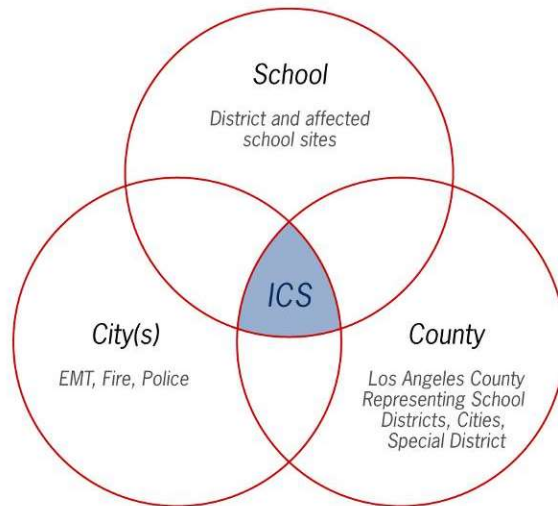 School
District and affected
school sites
ICS
City(s)
EMT, Fire, Police
County
Los Angeles County
Representing School
Districts, Cities,
Special District